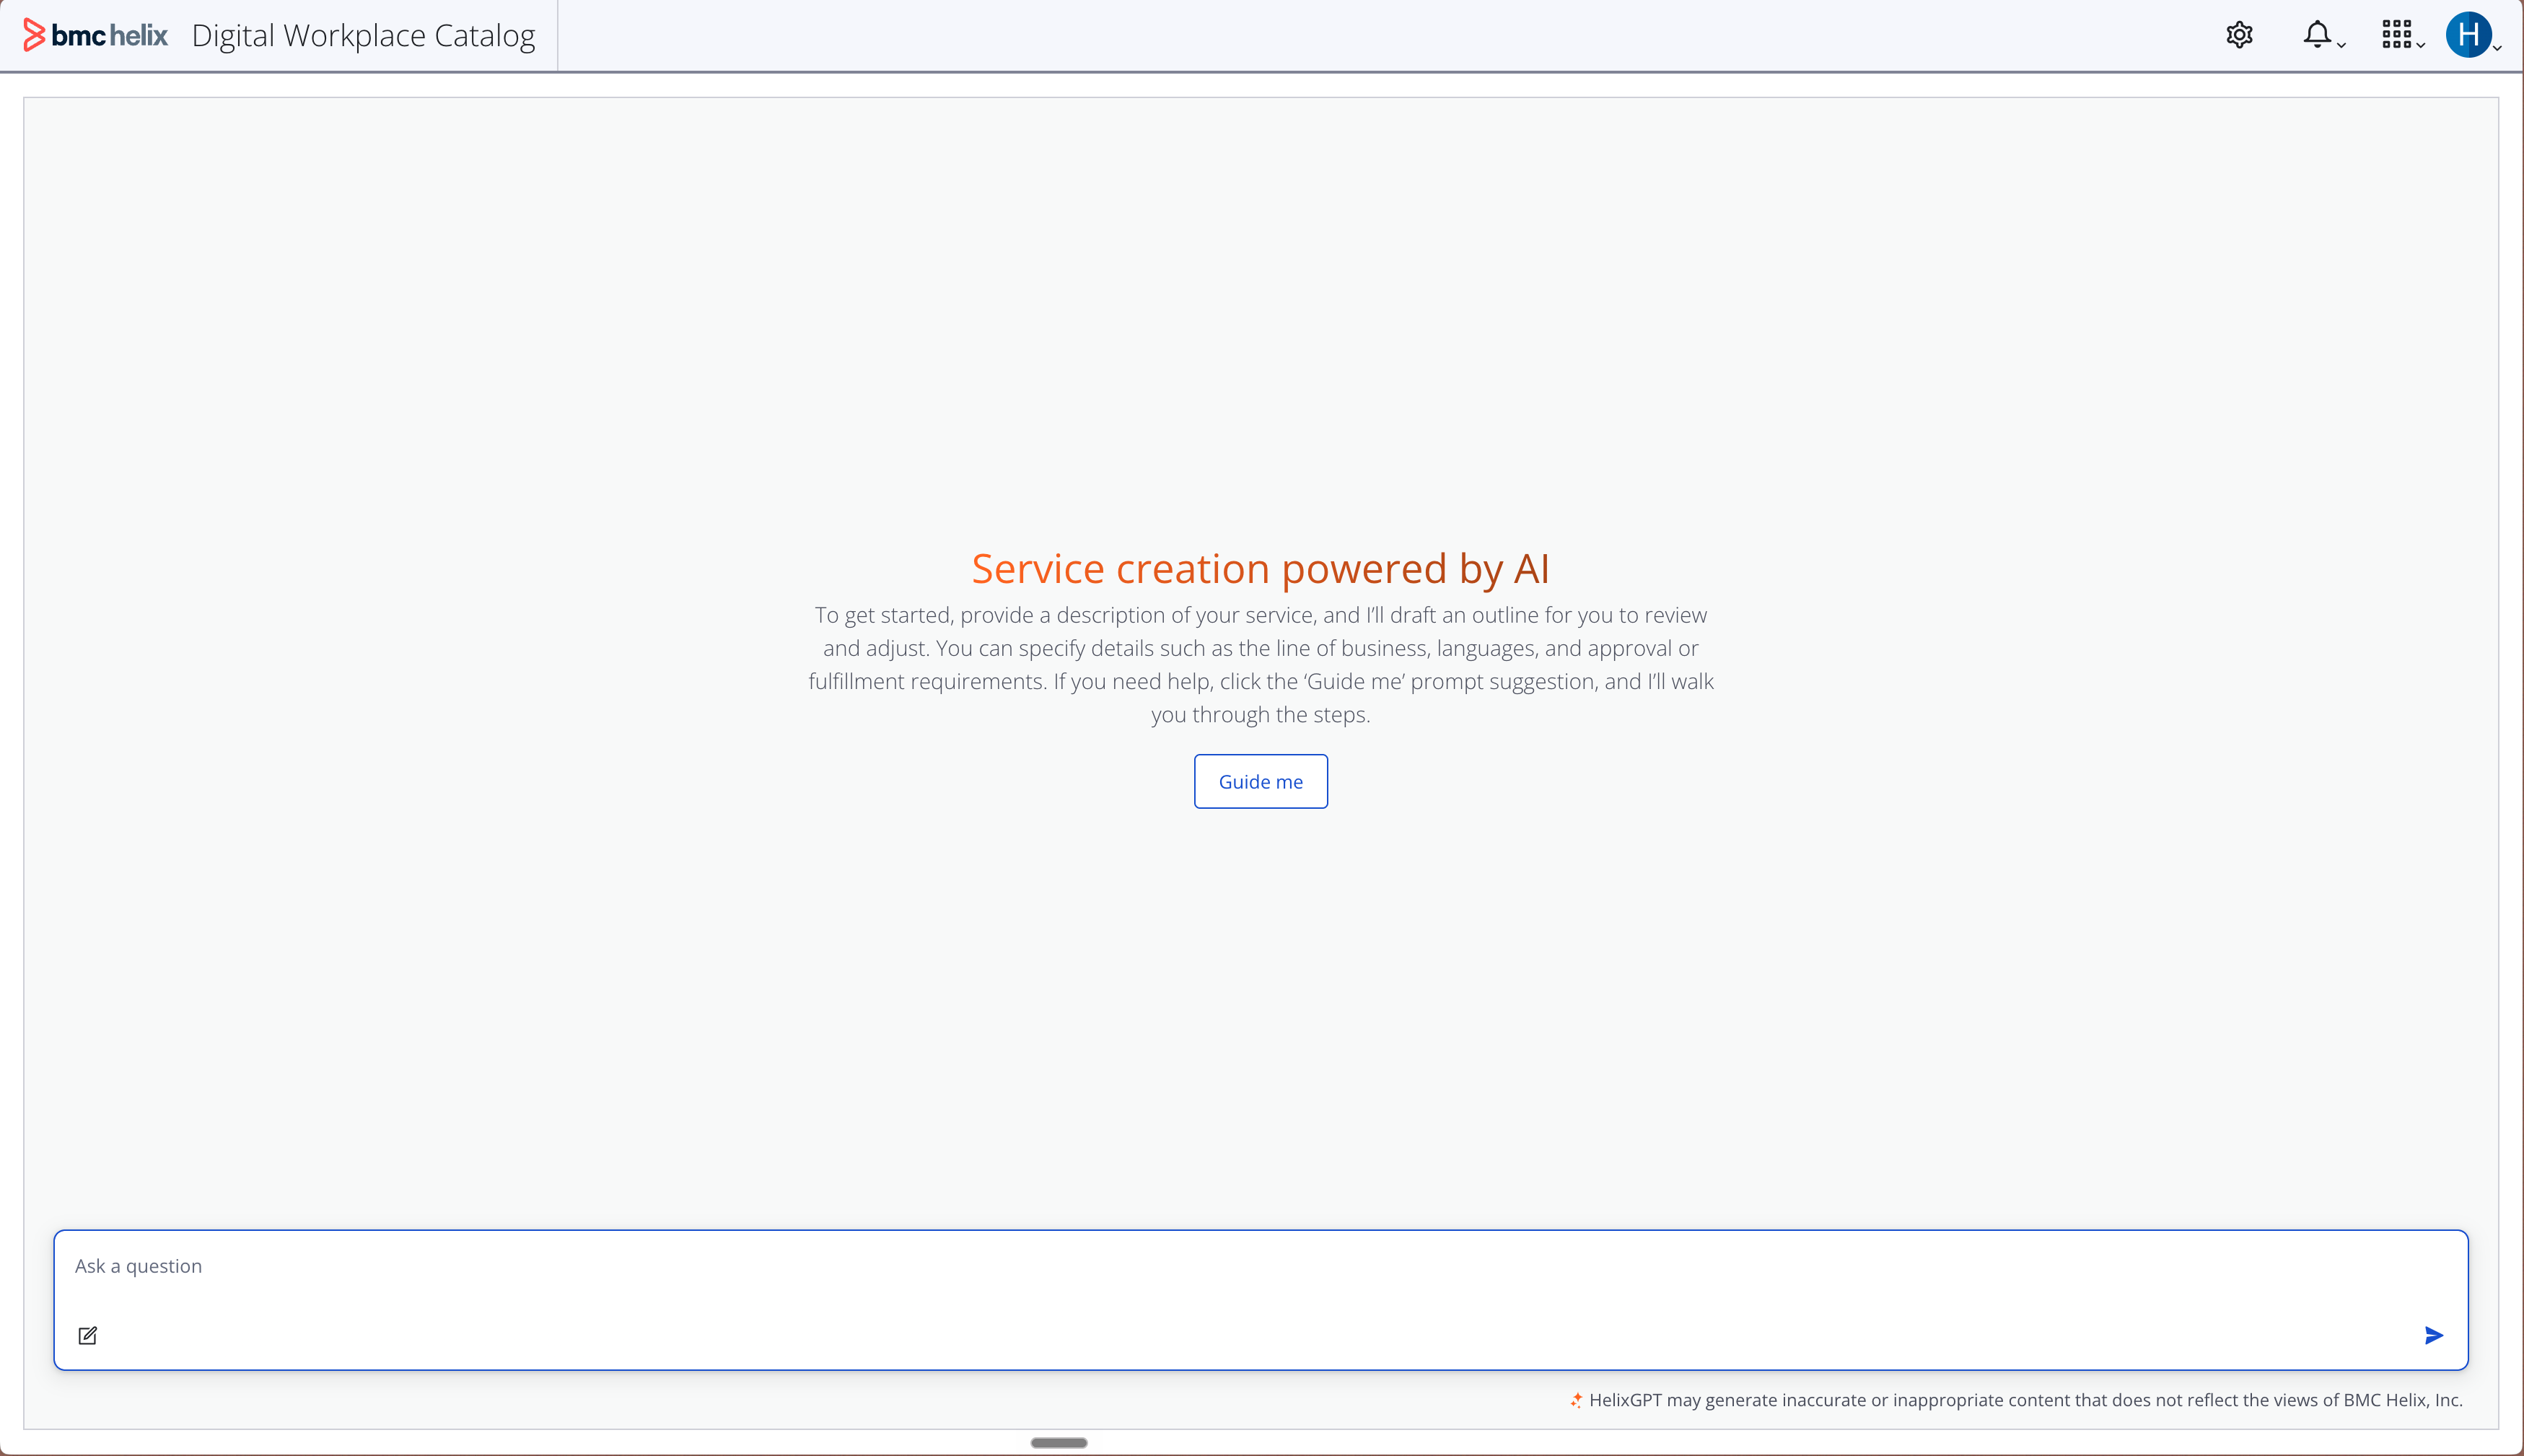 bmchelix Digital Workplace Catalog
H
Service creation powered by AI
To get started, provide a description of your service, and I’ll draft an outline for you to review
and adjust. You can specify details such as the line of business, languages, and approval or
fulfillment requirements. If you need help, click the ‘Guide me’ prompt suggestion, and I’ll walk
you through the steps.
Guide me
Ask a question
HelixGPT may generate inaccurate or inappropriate content that does not reflect the views of BMC Helix, Inc.